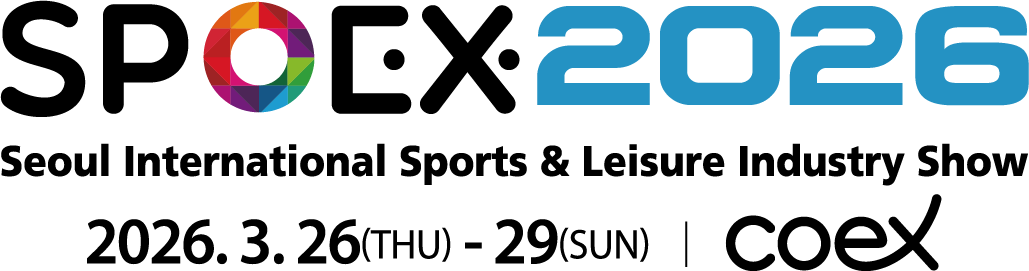 SPOEX 2026
Seoul International Sports & Leisure Industry Show
2026. 3. 26(THU) - 29(SUN) | coex